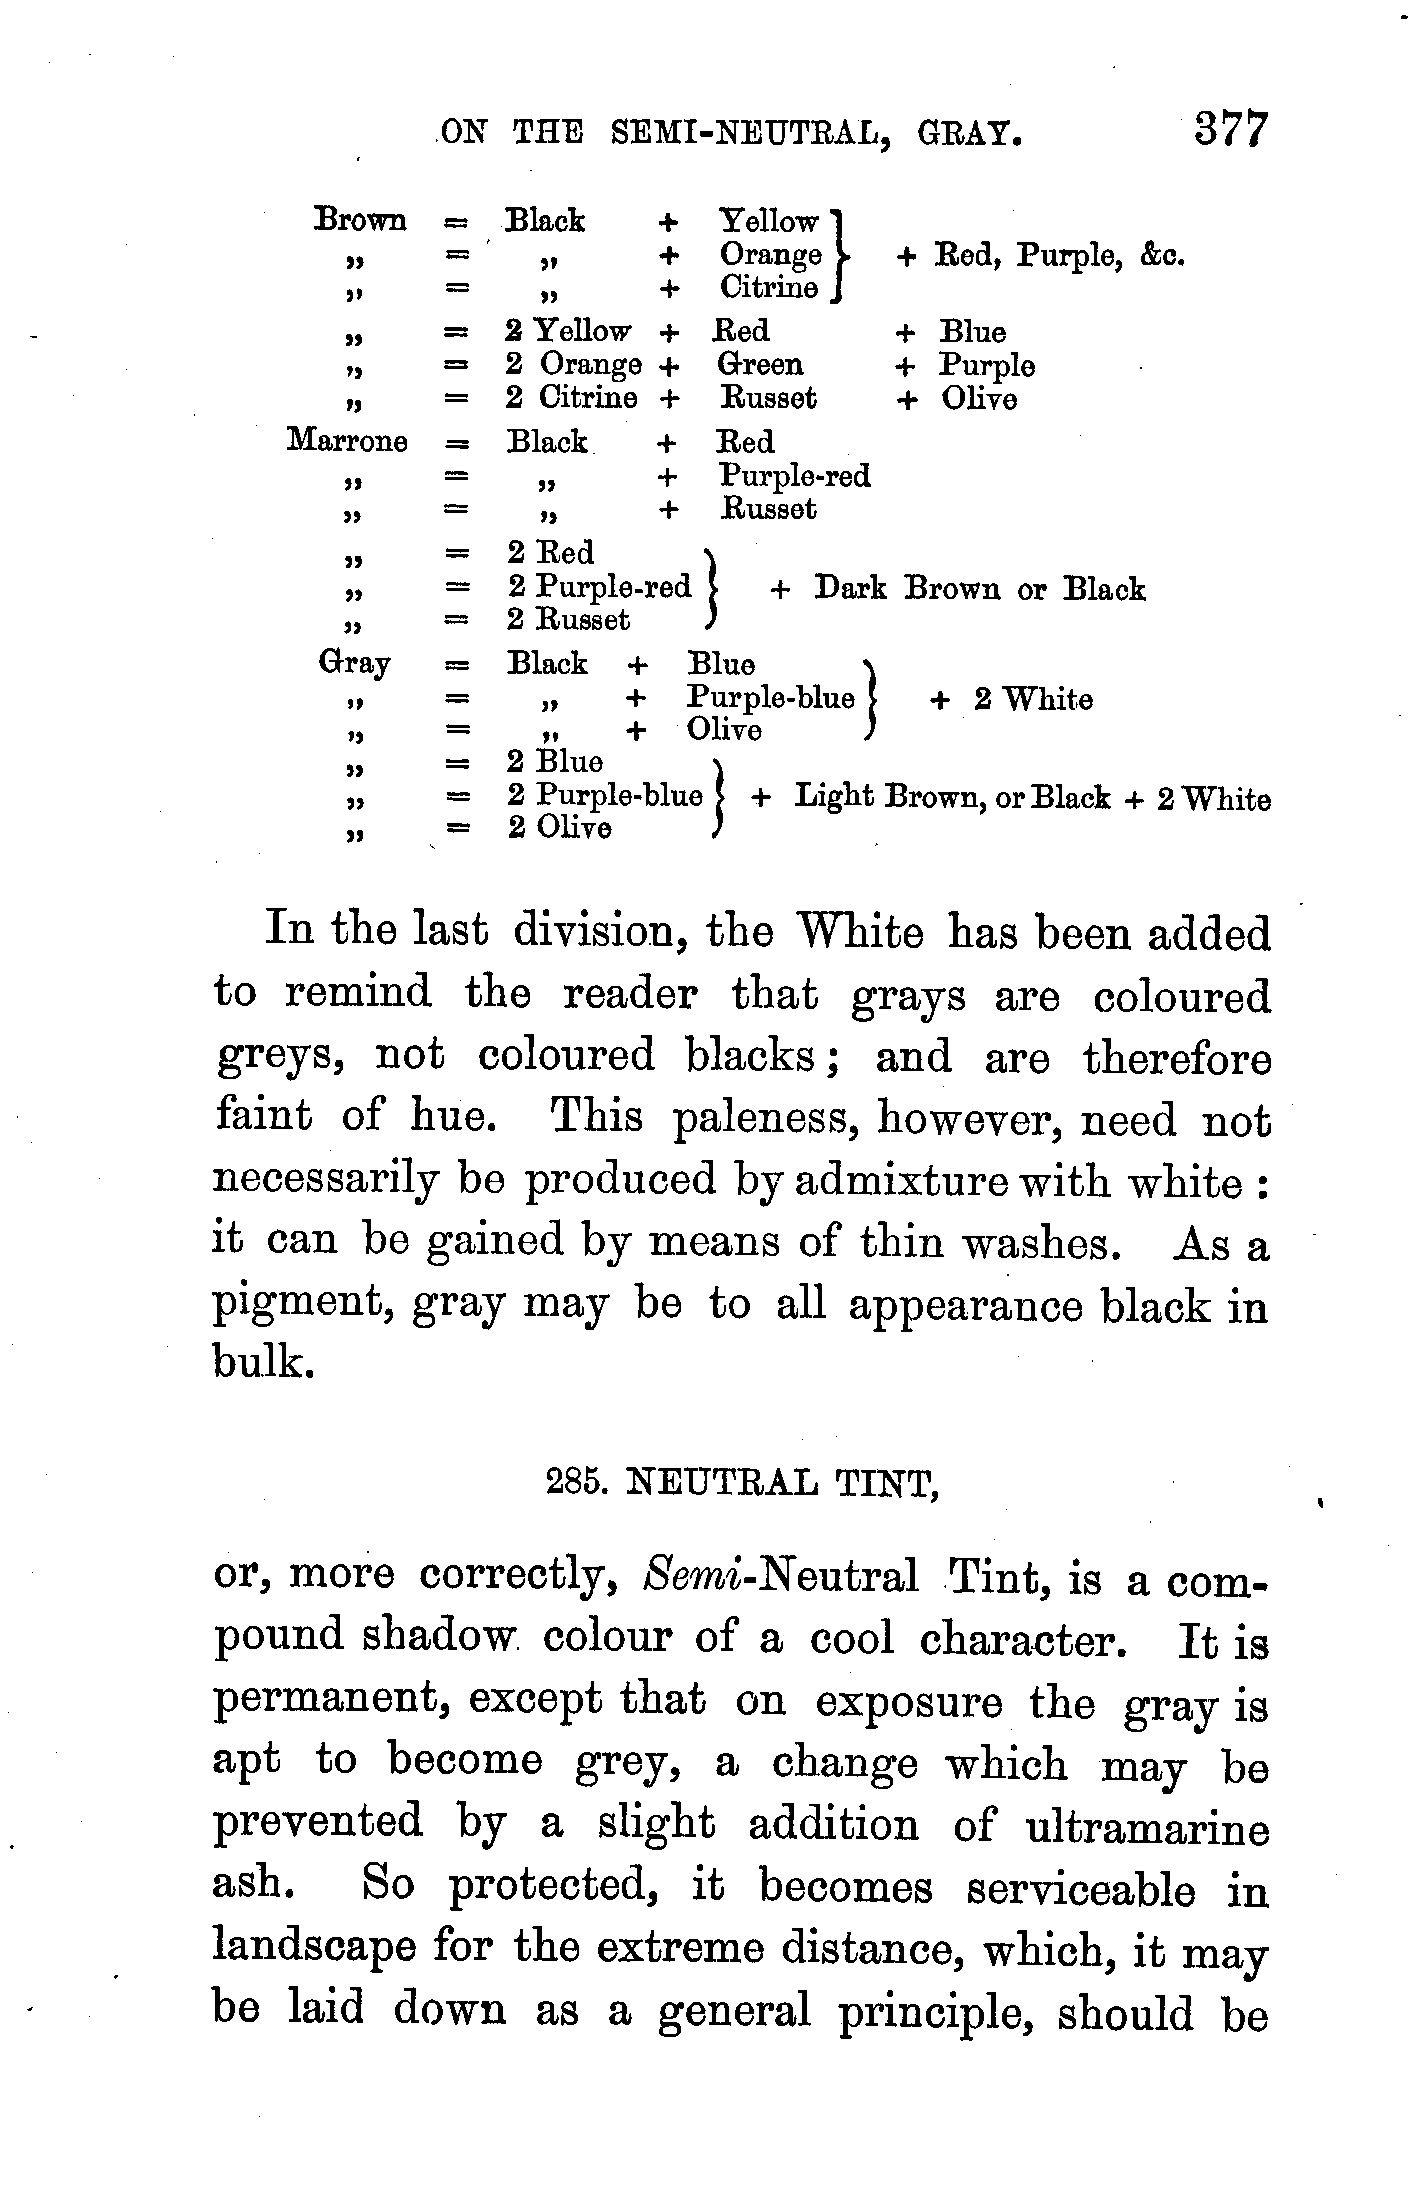 ON THE SEMI-NEUTRAL, GRAY. 377
Brown = Black + Yellow }
„ = „ + Orange } + Red, Purple, &c.
„ = „ + Citrine }
„ = 2 Yellow + Red + Blue
„ = 2 Orange + Green + Purple
„ = 2 Citrine + Russet + Olive
Marrone = Black + Red
„ = „ + Purple-red
„ = „ + Russet
„ = 2 Red }
„ = 2 Purple-red } + Dark Brown or Black
„ = 2 Russet }
Gray = Black + Blue }
„ = „ + Purple-blue } + 2 White
„ = „ + Olive }
„ = 2 Blue }
„ = 2 Purple-blue } + Light Brown, or Black + 2 White
„ = 2 Olive }
In the last division, the White has been added
to remind the reader that grays are coloured
greys, not coloured blacks; and are therefore
faint of hue. This paleness, however, need not
necessarily be produced by admixture with white:
it can be gained by means of thin washes. As a
pigment, gray may be to all appearance black in
bulk.
285. NEUTRAL TINT,
or, more correctly, Semi-Neutral Tint, is a com-
pound shadow colour of a cool character. It is
permanent, except that on exposure the gray is
apt to become grey, a change which may be
prevented by a slight addition of ultramarine
ash. So protected, it becomes serviceable in
landscape for the extreme distance, which, it may
be laid down as a general principle, should be